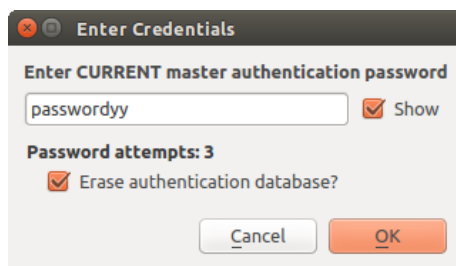 Enter Credentials
Enter CURRENT master authentication password
passwordyy Show
Password attempts: 3
Erase authentication database?
Cancel OK